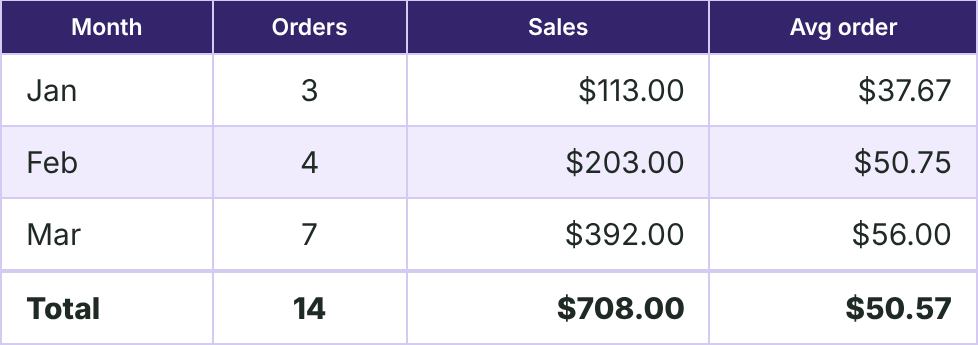 Month Orders Sales Avg order
Jan 3 $113.00 $37.67
Feb 4 $203.00 $50.75
Mar 7 $392.00 $56.00
Total 14 $708.00 $50.57